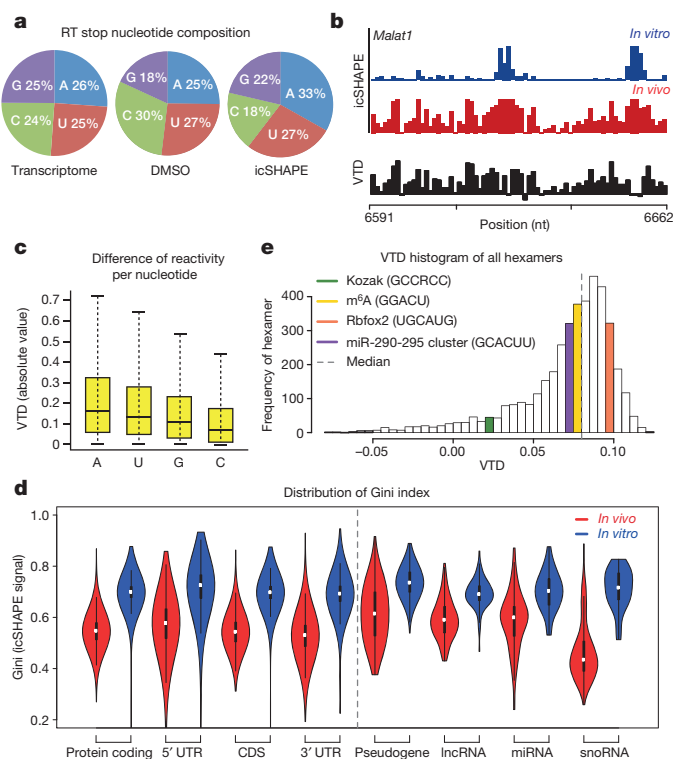 a
RT stop nucleotide composition
G 25% A 26%
C 24% U 25%
Transcriptome
G 18% A 25%
C 30% U 27%
DMSO
G 22% A 33%
C 18% U 27%
icSHAPE
b
Malat1
In vitro
In vivo
icSHAPE
VTD
6591 6662
Position (nt)
c
Difference of reactivity
per nucleotide
VTD (absolute value)
0.7
0.6
0.5
0.4
0.3
0.2
0.1
0
A U G C
e
VTD histogram of all hexamers
Kozak (GCCRCC)
m⁶A (GGACU)
Rbfox2 (UGCAUG)
miR-290-295 cluster (GCACUU)
Median
Frequency of hexamer
400
300
200
100
0
−0.05 0.00 0.05 0.10
VTD
d
Distribution of Gini index
In vivo
In vitro
Gini (icSHAPE signal)
1.0
0.8
0.6
0.4
0.2
Protein coding 5′ UTR CDS 3′ UTR Pseudogene lncRNA miRNA snoRNA